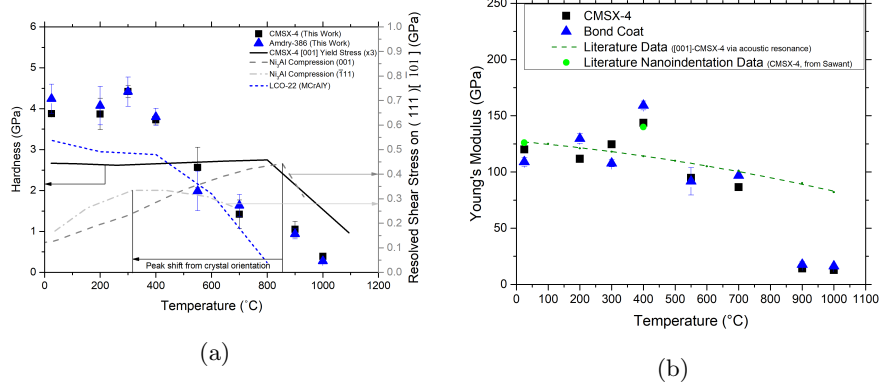 CMSX-4 (This Work)
Amdry-386 (This Work)
CMSX-4 [001] Yield Stress (x3)
Ni3Al Compression (001)
Ni3Al Compression (1̄11)
LCO-22 (MCrAlY)
Peak shift from crystal orientation
Hardness (GPa)
6
5
4
3
2
1
0
0 200 400 600 800 1000 1200
Temperature (°C)
1.0
0.9
0.8
0.7
0.6
0.5
0.4
0.3
0.2
0.1
0.0
Resolved Shear Stress on (111)[1̄01] (GPa)
(a)
CMSX-4
Bond Coat
Literature Data ([001]-CMSX-4 via acoustic resonance)
Literature Nanoindentation Data (CMSX-4, from Sawant)
Young's Modulus (GPa)
250
200
150
100
50
0
0 100 200 300 400 500 600 700 800 900 1000 1100
Temperature (°C)
(b)